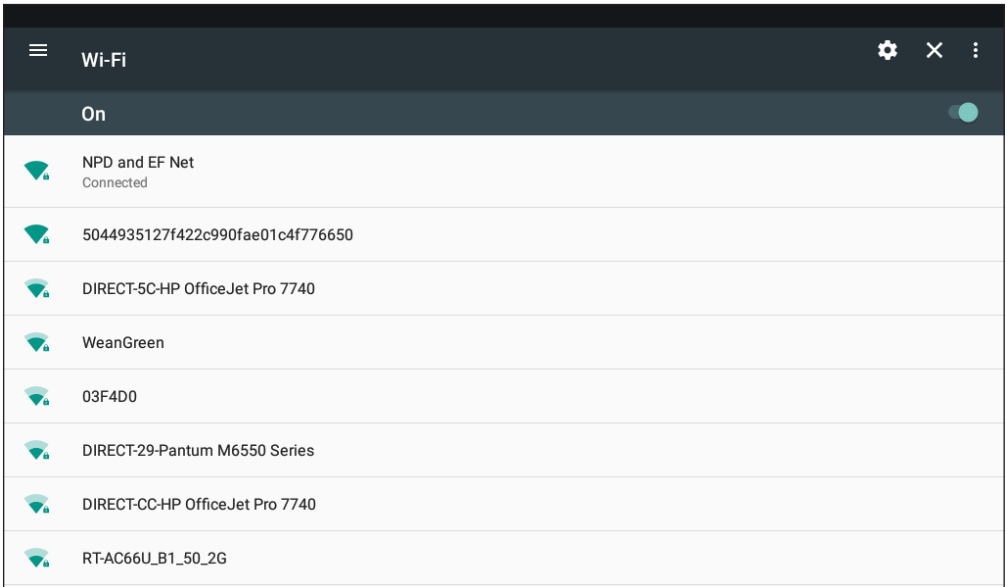 Wi-Fi
On
NPD and EF Net
Connected
5044935127f422c990fae01c4f776650
DIRECT-5C-HP OfficeJet Pro 7740
WeanGreen
03F4D0
DIRECT-29-Pantum M6550 Series
DIRECT-CC-HP OfficeJet Pro 7740
RT-AC66U_B1_50_2G